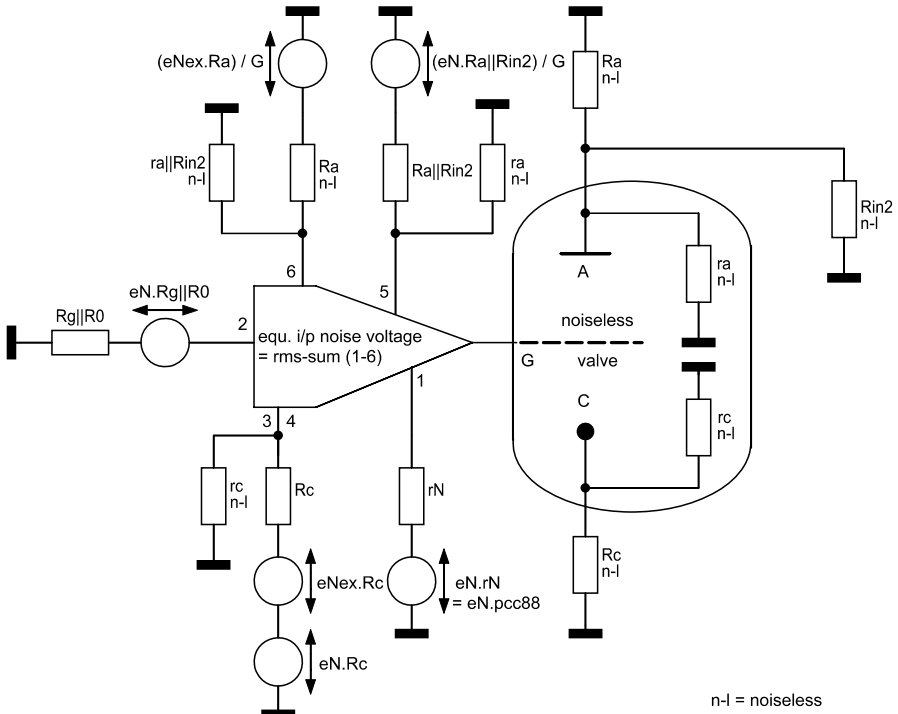 (eNex.Ra) / G
(eN.Ra||Rin2) / G
Ra
n-l
ra||Rin2
n-l
Ra
n-l
Ra||Rin2
ra
n-l
Rin2
n-l
6
5
A
ra
n-l
Rg||R0
eN.Rg||R0
2
equ. i/p noise voltage
= rms-sum (1-6)
noiseless
G
valve
1
C
3
4
rc
n-l
rc
n-l
Rc
rN
Rc
n-l
eNex.Rc
eN.rN
= eN.pcc88
eN.Rc
n-l = noiseless